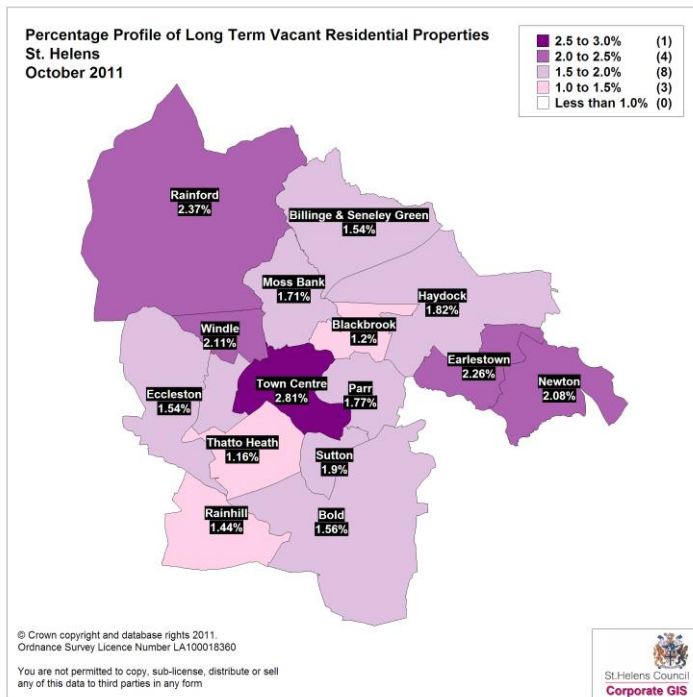 Percentage Profile of Long Term Vacant Residential Properties
St. Helens
October 2011
2.5 to 3.0% (1)
2.0 to 2.5% (4)
1.5 to 2.0% (8)
1.0 to 1.5% (3)
Less than 1.0% (0)
Rainford
2.37%
Billinge & Seneley Green
1.54%
Moss Bank
1.71%
Haydock
1.82%
Blackbrook
1.2%
Windle
2.11%
Earlestown
2.26%
Newton
2.08%
Town Centre
2.81%
Parr
1.77%
Eccleston
1.54%
Thatto Heath
1.16%
Sutton
1.9%
Rainhill
1.44%
Bold
1.56%
© Crown copyright and database rights 2011.
Ordnance Survey Licence Number LA100018360
You are not permitted to copy, sub-license, distribute or sell
any of this data to third parties in any form
St.Helens Council
Corporate GIS